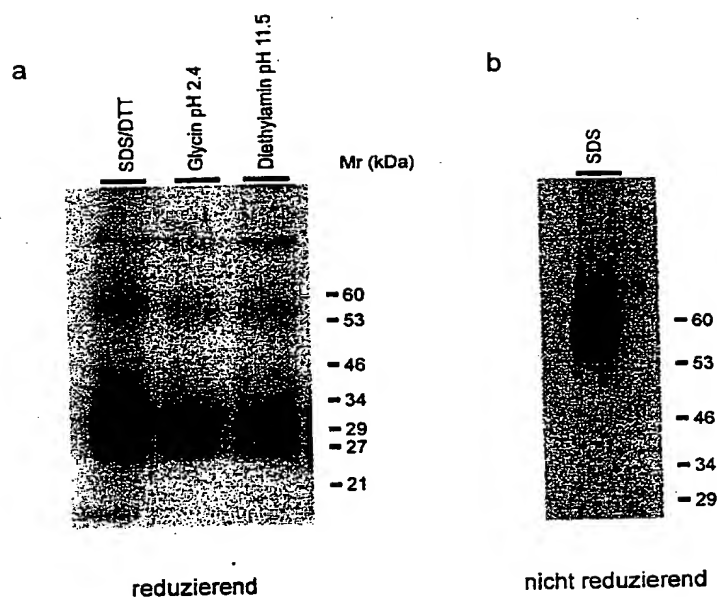 a
SDS/DTT
Glycin pH 2.4
Diethylamin pH 11.5
Mr (kDa)
60
53
46
34
29
27
21
reduzierend
b
SDS
60
53
46
34
29
nicht reduzierend